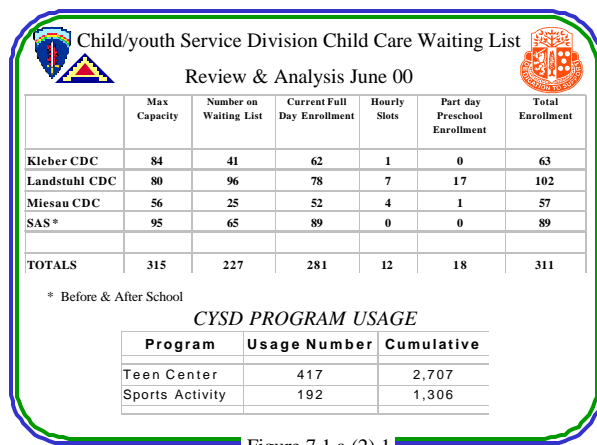 Child/youth Service Division Child Care Waiting List
Review & Analysis June 00
Max Capacity Number on Waiting List Current Full Day Enrollment Hourly Slots Part day Preschool Enrollment Total Enrollment
Kleber CDC 84 41 62 1 0 63
Landstuhl CDC 80 96 78 7 17 102
Miesau CDC 56 25 52 4 1 57
SAS* 95 65 89 0 0 89
TOTALS 315 227 281 12 18 311
* Before & After School
CYSD PROGRAM USAGE
Program Usage Number Cumulative
Teen Center 417 2,707
Sports Activity 192 1,306